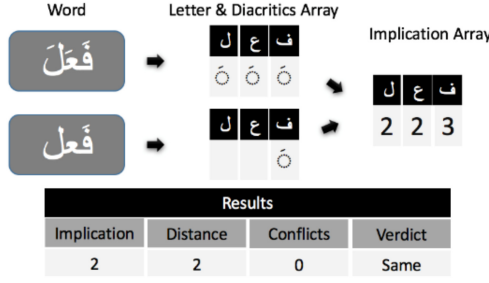 Word
Letter & Diacritics Array
Implication Array
فَعَلَ
ف ع ل
◌َ ◌َ ◌َ
ف ع ل
2 2 3
فَعل
ف ع ل
◌َ
Results
Implication Distance Conflicts Verdict
2 2 0 Same